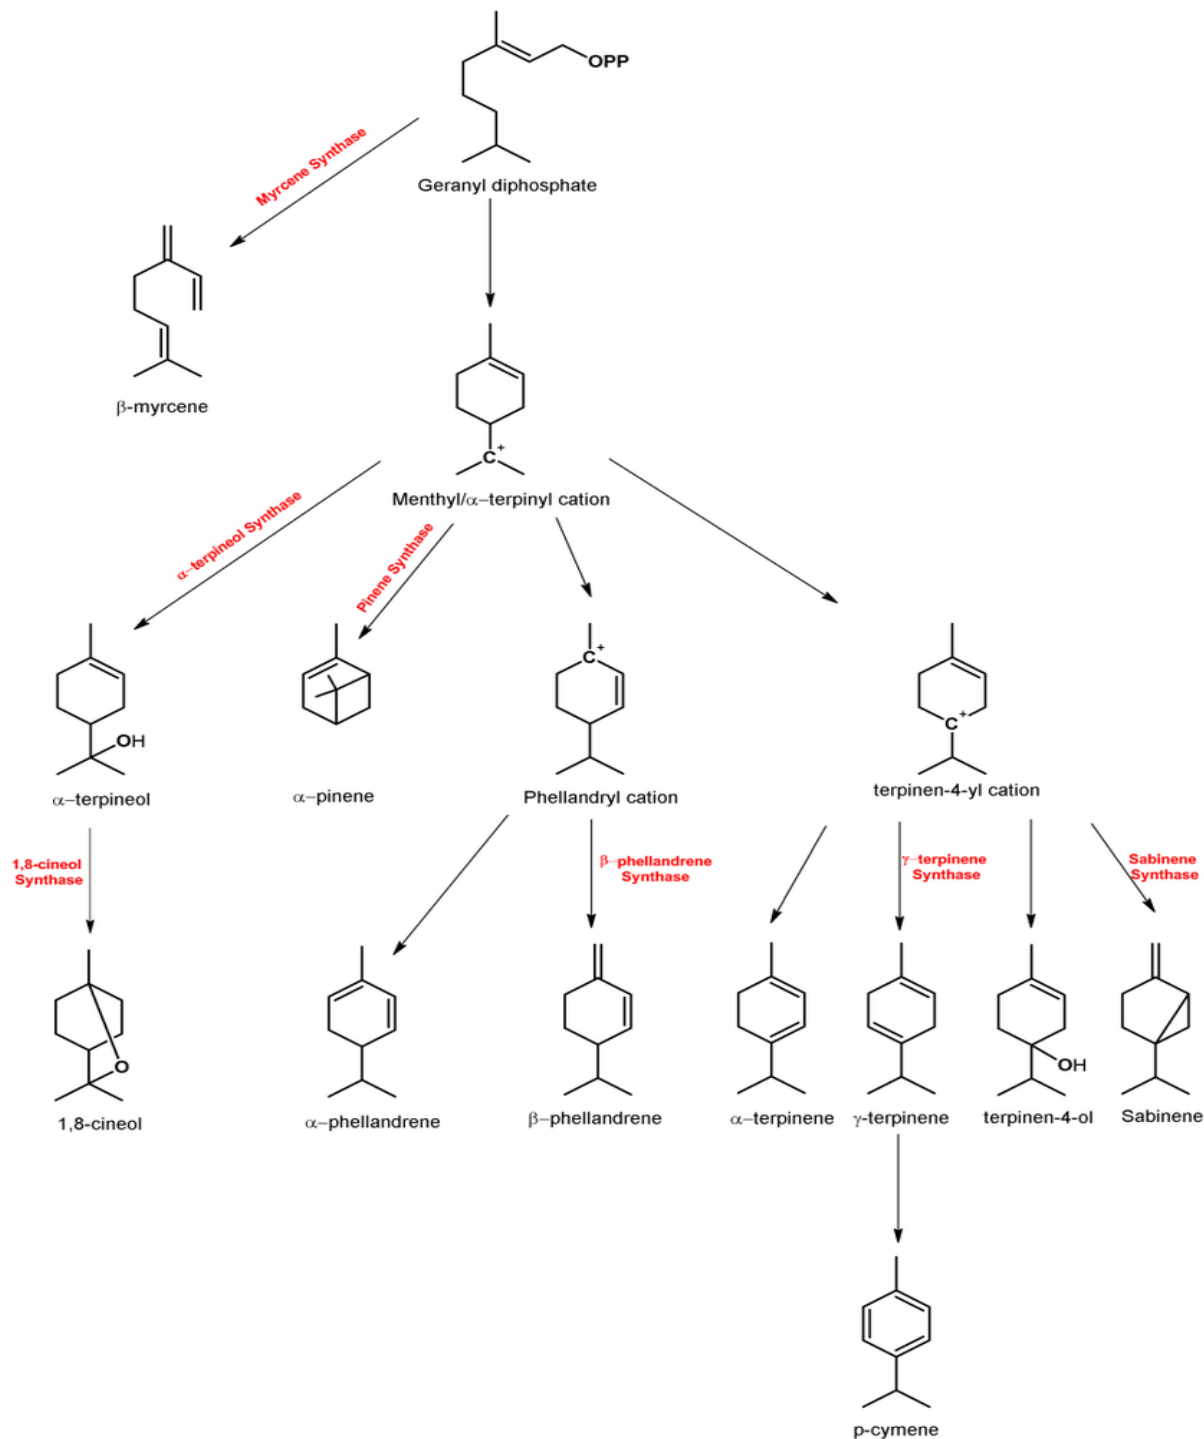 OPP
Geranyl diphosphate
Myrcene Synthase
β-myrcene
C+
Menthyl/α−terpinyl cation
α−terpineol Synthase
Pinene Synthase
OH
α−terpineol
α−pinene
C+
Phellandryl cation
C+
terpinen-4-yl cation
1,8-cineol
Synthase
β−phellandrene
Synthase
γ−terpinene
Synthase
Sabinene
Synthase
O
1,8-cineol
α−phellandrene
β−phellandrene
α−terpinene
γ-terpinene
OH
terpinen-4-ol
Sabinene
p-cymene